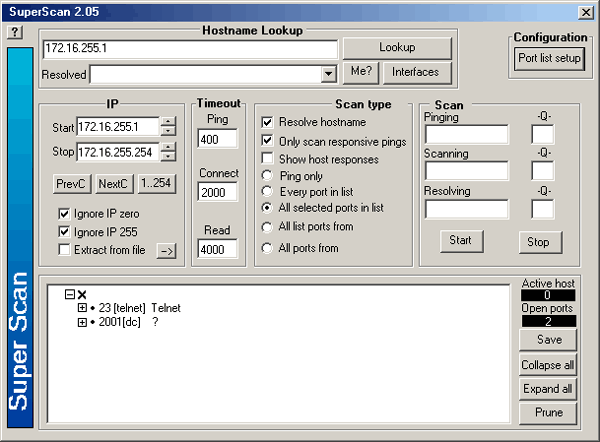 SuperScan 2.05
?
Hostname Lookup
172.16.255.1
Lookup
Resolved
Me?
Interfaces
Configuration
Port list setup
IP
Start 172.16.255.1
Stop 172.16.255.254
PrevC NextC 1..254
Ignore IP zero
Ignore IP 255
Extract from file ->
Timeout
Ping
400
Connect
2000
Read
4000
Scan type
Resolve hostname
Only scan responsive pings
Show host responses
Ping only
Every port in list
All selected ports in list
All list ports from
All ports from
Scan
Pinging -Q-
Scanning -Q-
Resolving -Q-
Start Stop
Super Scan
23 [telnet] Telnet
2001[dc] ?
Active host
0
Open ports
2
Save
Collapse all
Expand all
Prune